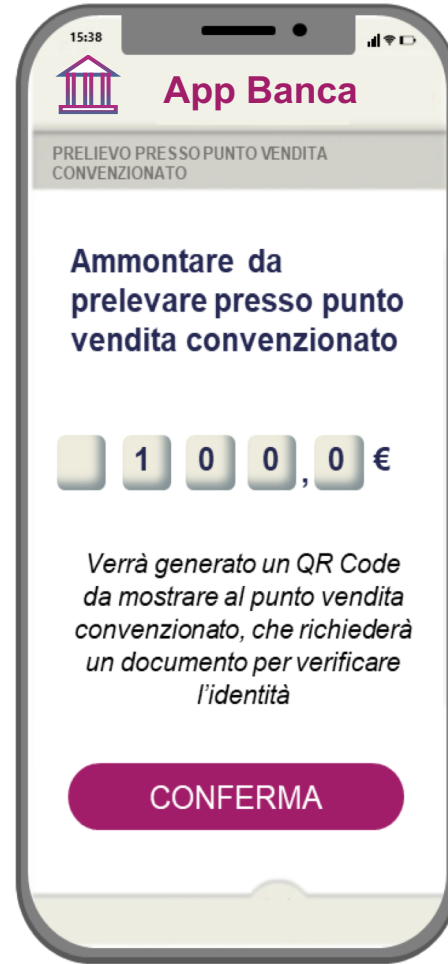 15:38
App Banca
PRELIEVO PRESSO PUNTO VENDITA
CONVENZIONATO
Ammontare da
prelevare presso punto
vendita convenzionato
1 0 0 , 0 €
Verrà generato un QR Code
da mostrare al punto vendita
convenzionato, che richiederà
un documento per verificare
l’identità
CONFERMA